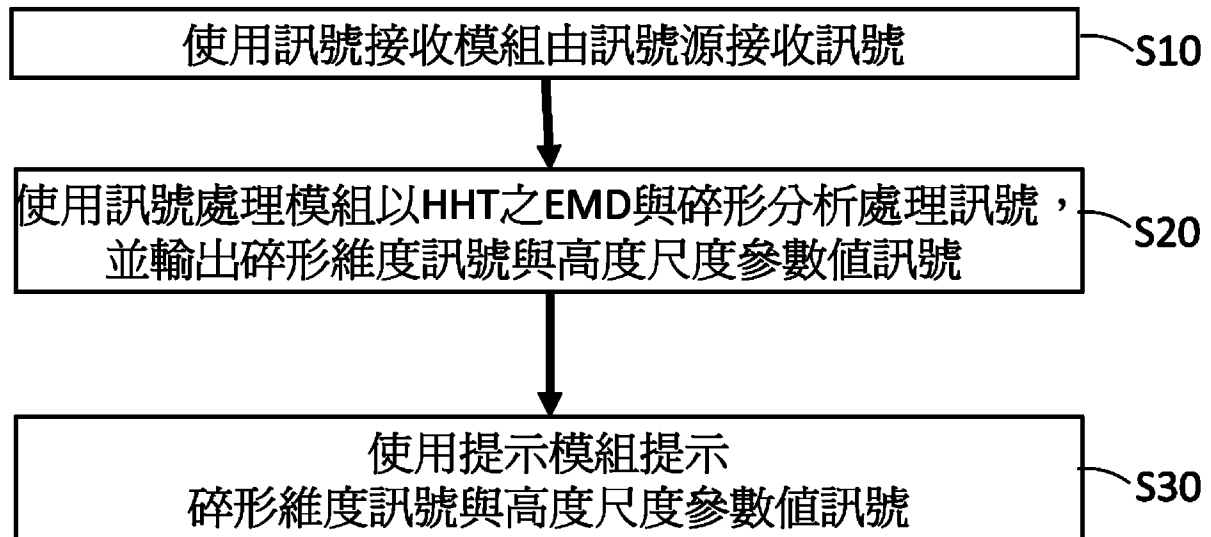 使用訊號接收模組由訊號源接收訊號
S10
使用訊號處理模組以HHT之EMD與碎形分析處理訊號，
並輸出碎形維度訊號與高度尺度參數值訊號
S20
使用提示模組提示
碎形維度訊號與高度尺度參數值訊號
S30